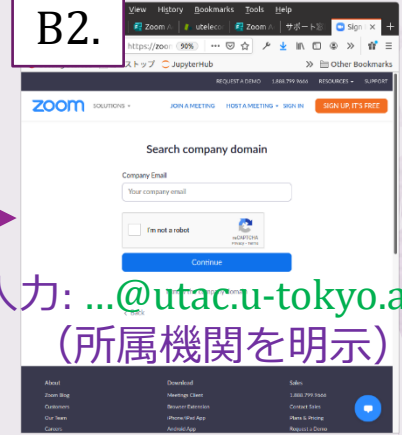 B2.
View History Bookmarks Tools Help
Zoom A uteleco Zoom A サポート Sign
https://zoo 90%
トップ JupyterHub Other Bookmarks
REQUEST A DEMO 1.888.799.9666 RESOURCES SUPPORT
zoom SOLUTIONS JOIN A MEETING HOST A MEETING SIGN IN SIGN UP, IT'S FREE
Search company domain
Company Email
Your company email
I'm not a robot
reCAPTCHA
Privacy - Terms
Continue
入力: ...@utac.u-tokyo.a
Back
(所属機関を明示)
About Download Sales
Zoom Blog Meetings Client 1.888.799.9666
Customers Browser Extension Contact Sales
Our Team iPhone/iPad App Plans & Pricing
Careers Android App Request a Demo